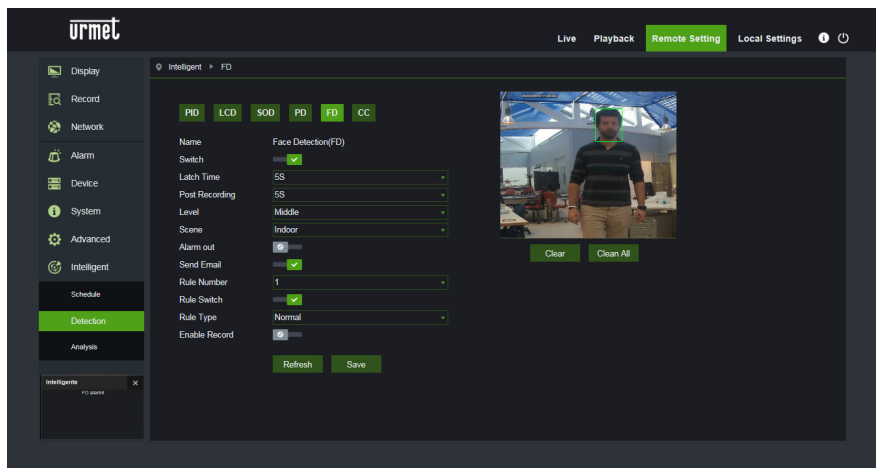 urmet
Live Playback Remote Setting Local Settings
Display
Record
Network
Alarm
Device
System
Advanced
Intelligent
Schedule
Detection
Analysis
Intelligente
FD alarm!
Intelligent FD
PID LCD SOD PD FD CC
Name Face Detection(FD)
Switch
Latch Time 5S
Post Recording 5S
Level Middle
Scene Indoor
Alarm out
Send Email
Rule Number 1
Rule Switch
Rule Type Normal
Enable Record
Refresh Save
Clear Clean All